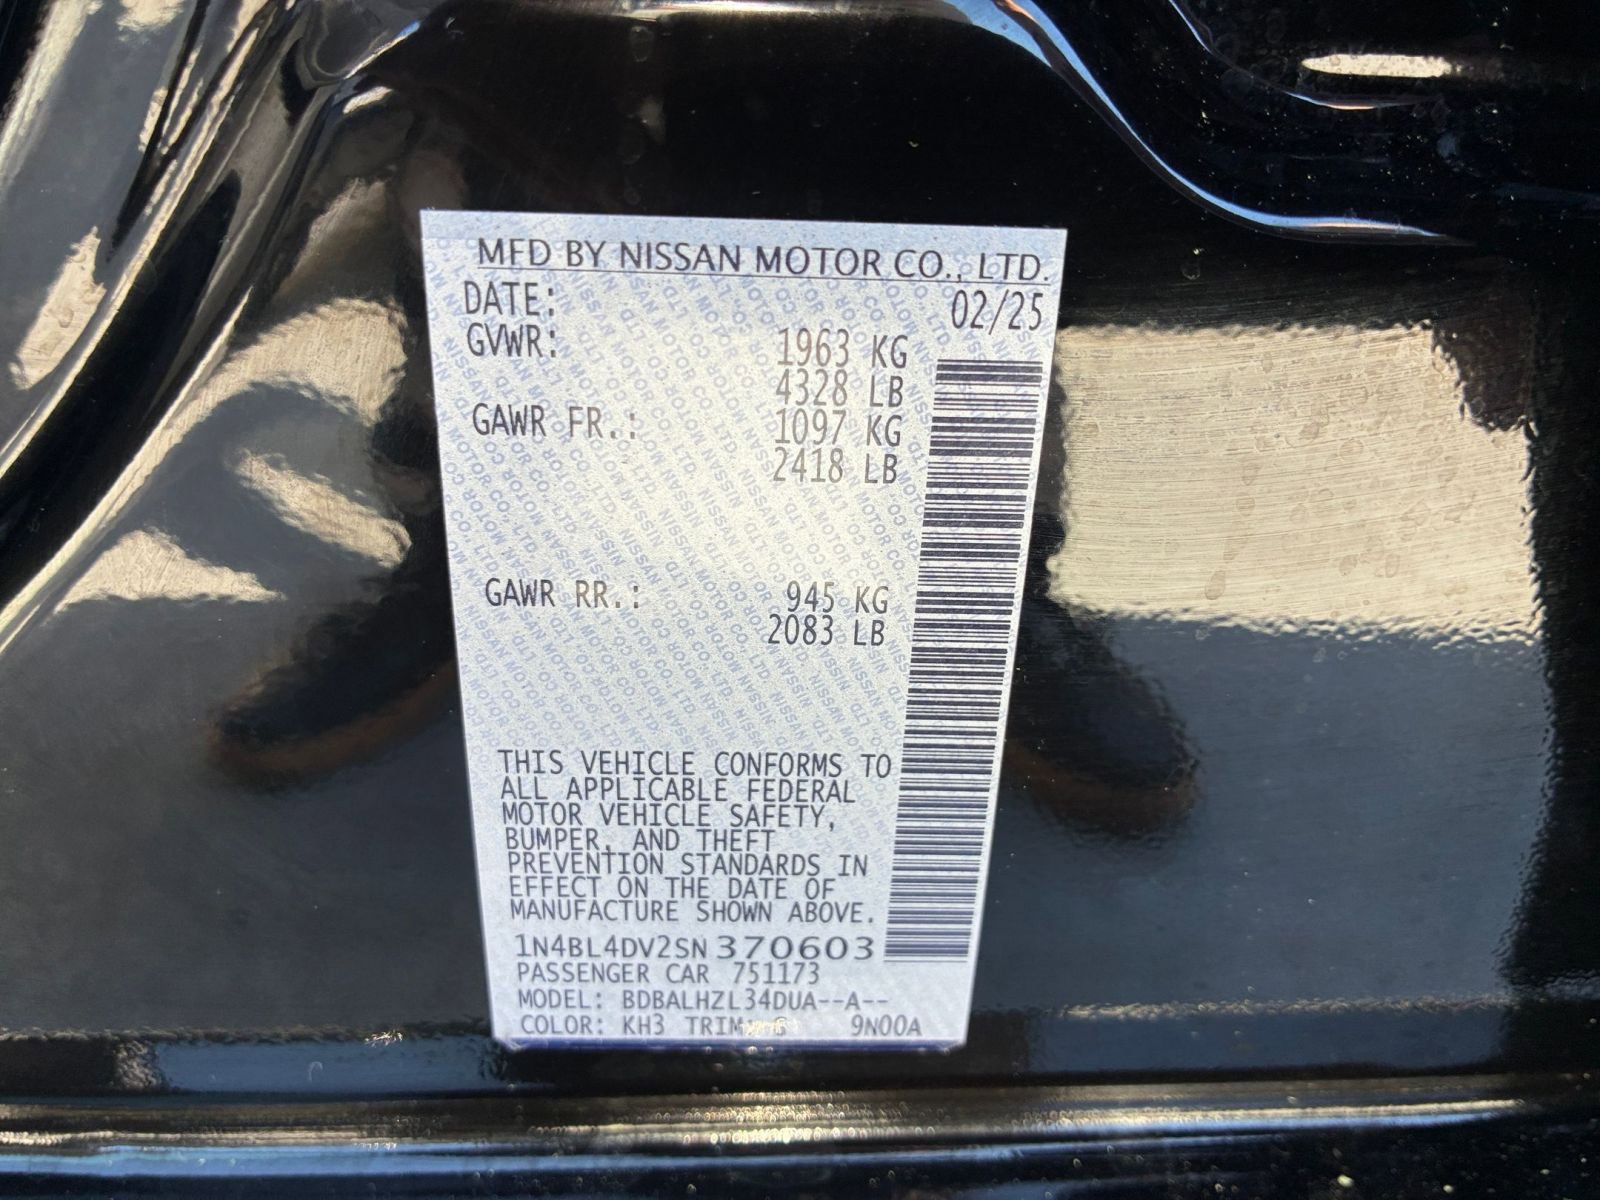 MFD BY NISSAN MOTOR CO., LTD.
DATE: 02/25
GVWR: 1963 KG
4328 LB
GAWR FR.: 1097 KG
2418 LB
GAWR RR.: 945 KG
2083 LB
THIS VEHICLE CONFORMS TO
ALL APPLICABLE FEDERAL
MOTOR VEHICLE SAFETY,
BUMPER, AND THEFT
PREVENTION STANDARDS IN
EFFECT ON THE DATE OF
MANUFACTURE SHOWN ABOVE.
1N4BL4DV2SN370603
PASSENGER CAR 751173
MODEL: BDBALHZL34DUA--A--
COLOR: KH3 TRIM: 9N00A